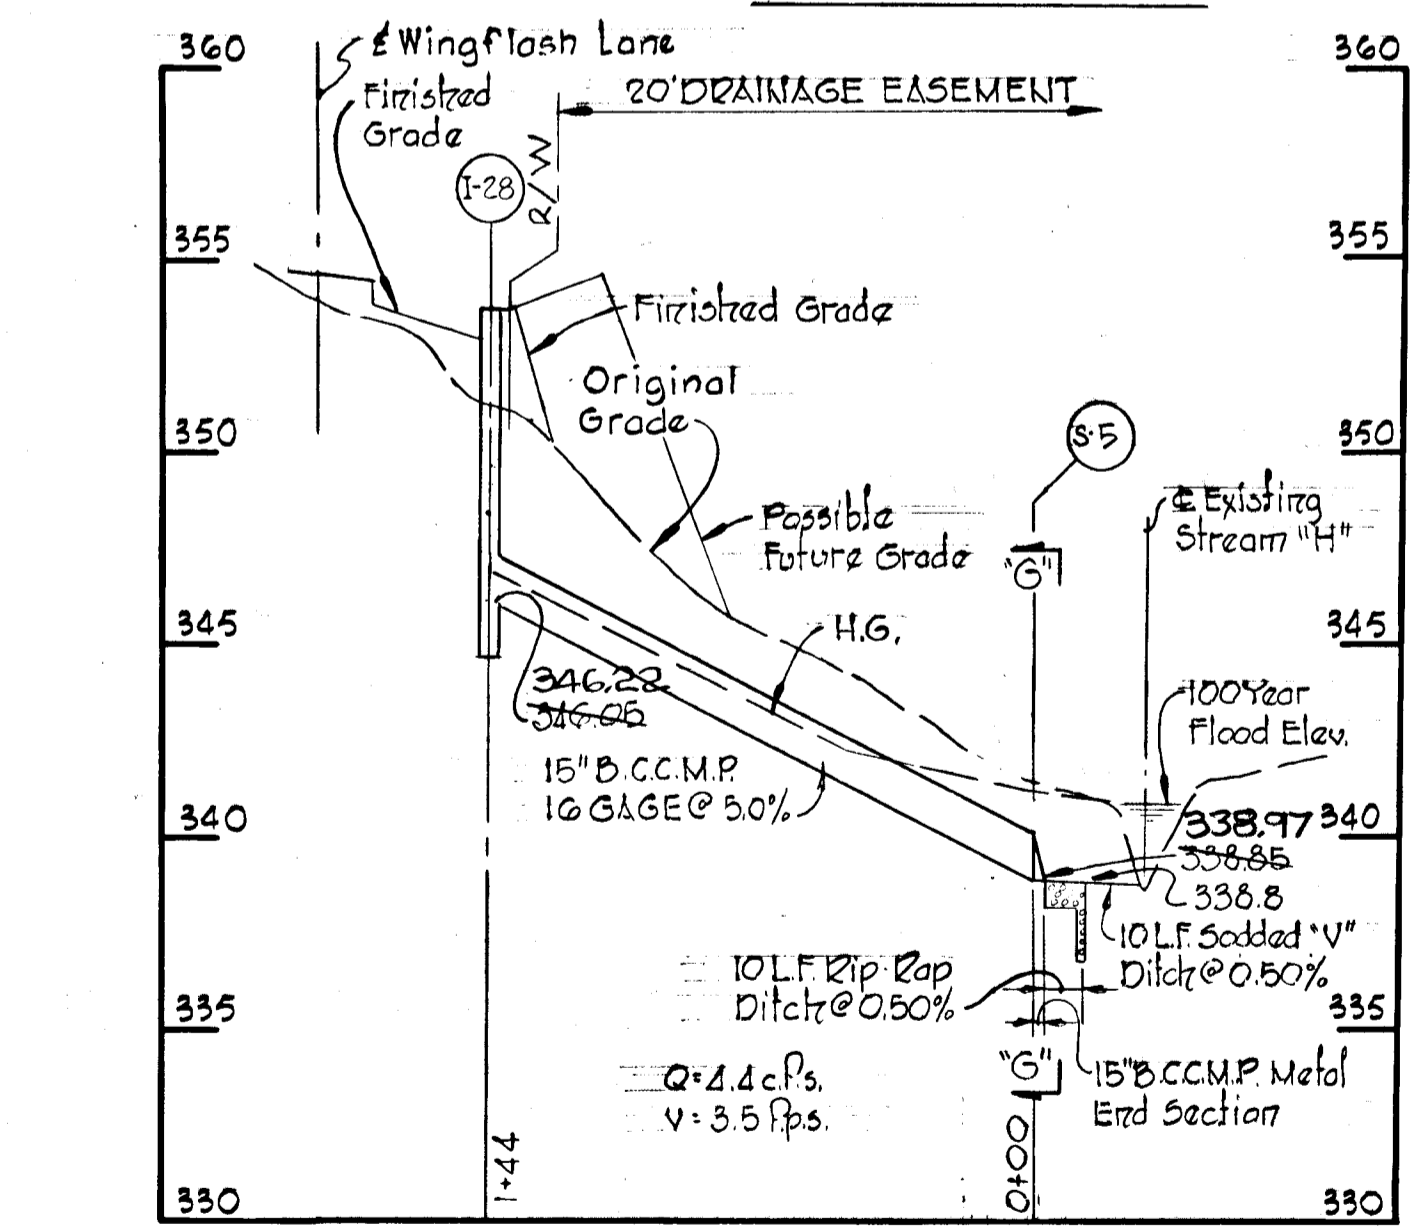 360
℄ Wingflash Lane
360
Finished
Grade
20' DRAINAGE EASEMENT
I-28
R/W
355
355
Finished Grade
Original
Grade
350
S-5
350
℄ Existing
Stream "H"
Possible
Future Grade
"G"
345
H.G.
345
346.22
346.05
100 Year
Flood Elev.
15" B.C.C.M.P.
16 GAGE @ 5.0%
340
338.97
340
338.85
338.8
10 L.F. Sodded "V"
Ditch @ 0.50%
10 L.F. Rip-Rap
Ditch @ 0.50%
335
335
Q = 4.4 c.f.s.
V = 3.5 f.p.s.
"G"
15" B.C.C.M.P. Metal
End Section
1+44
0+00
330
330